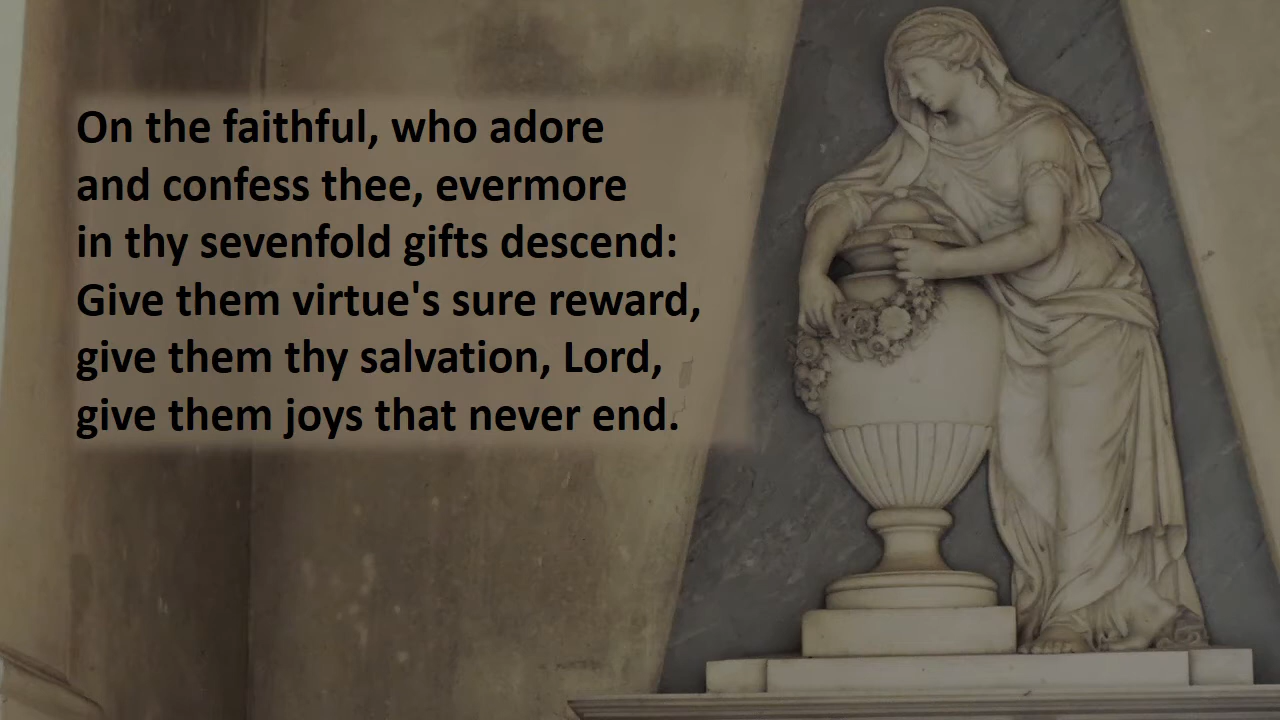 On the faithful, who adore
and confess thee, evermore
in thy sevenfold gifts descend:
Give them virtue's sure reward,
give them thy salvation, Lord,
give them joys that never end.